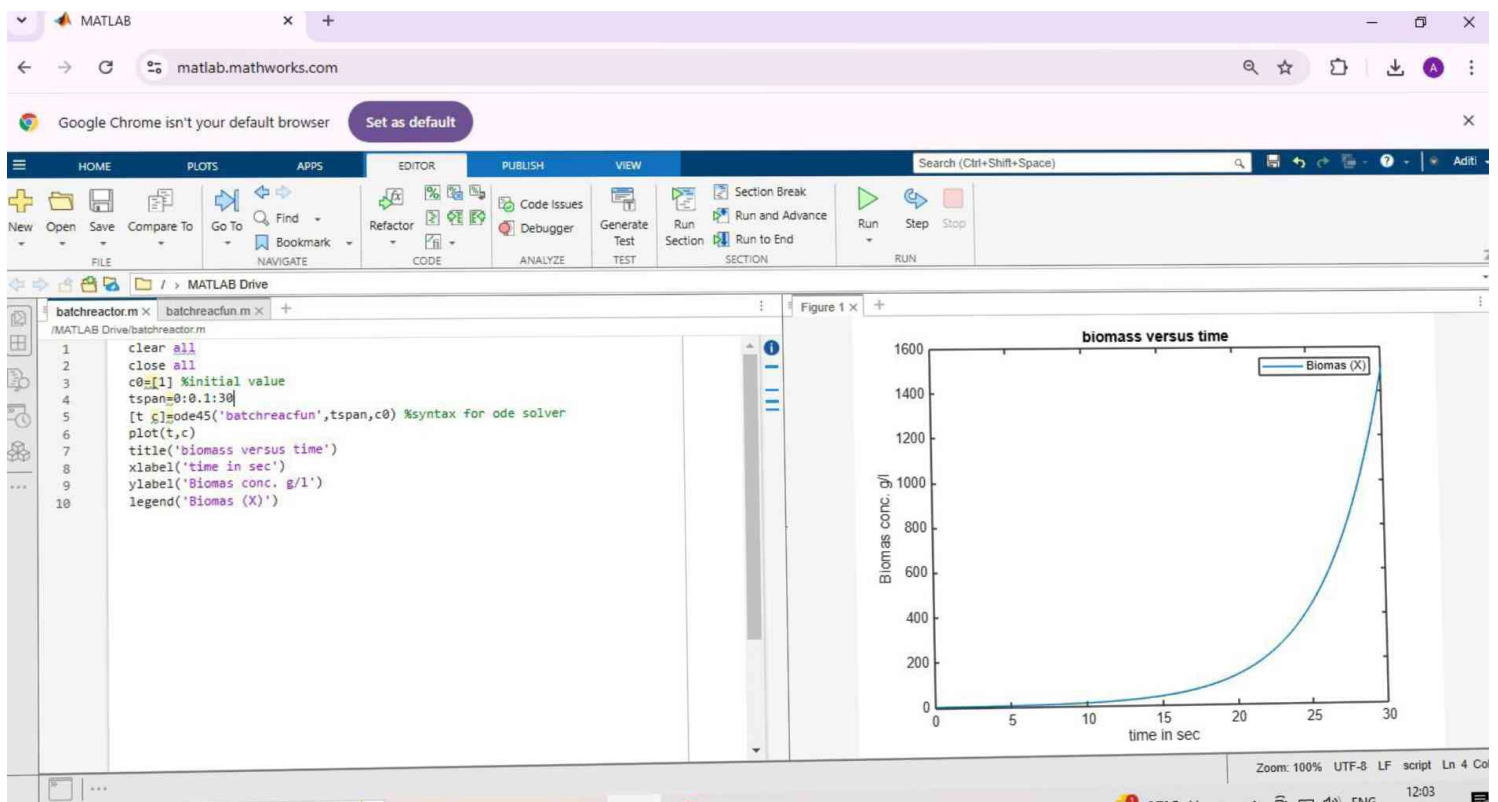 MATLAB
matlab.mathworks.com
A
Google Chrome isn't your default browser
Set as default
HOME PLOTS APPS EDITOR PUBLISH VIEW
Search (Ctrl+Shift+Space)
Aditi
New Open Save Compare To
FILE
Go To Find Bookmark
NAVIGATE
Refactor
CODE
Code Issues
Debugger
ANALYZE
Generate Test
TEST
Run Section
Section Break
Run and Advance
Run to End
SECTION
Run Step Stop
RUN
/ › MATLAB Drive
batchreactor.m × batchreacfun.m × +
/MATLAB Drive/batchreactor.m
1 clear all
2 close all
3 c0=[1] %initial value
4 tspan=0:0.1:30
5 [t c]=ode45('batchreacfun',tspan,c0) %syntax for ode solver
6 plot(t,c)
7 title('biomass versus time')
8 xlabel('time in sec')
9 ylabel('Biomas conc. g/l')
10 legend('Biomas (X)')
Figure 1 × +
biomass versus time
Biomas (X)
1600
1400
1200
1000
800
600
400
200
0
Biomas conc. g/l
0 5 10 15 20 25 30
time in sec
Zoom: 100% UTF-8 LF script Ln 4 Col
ENG
12:03